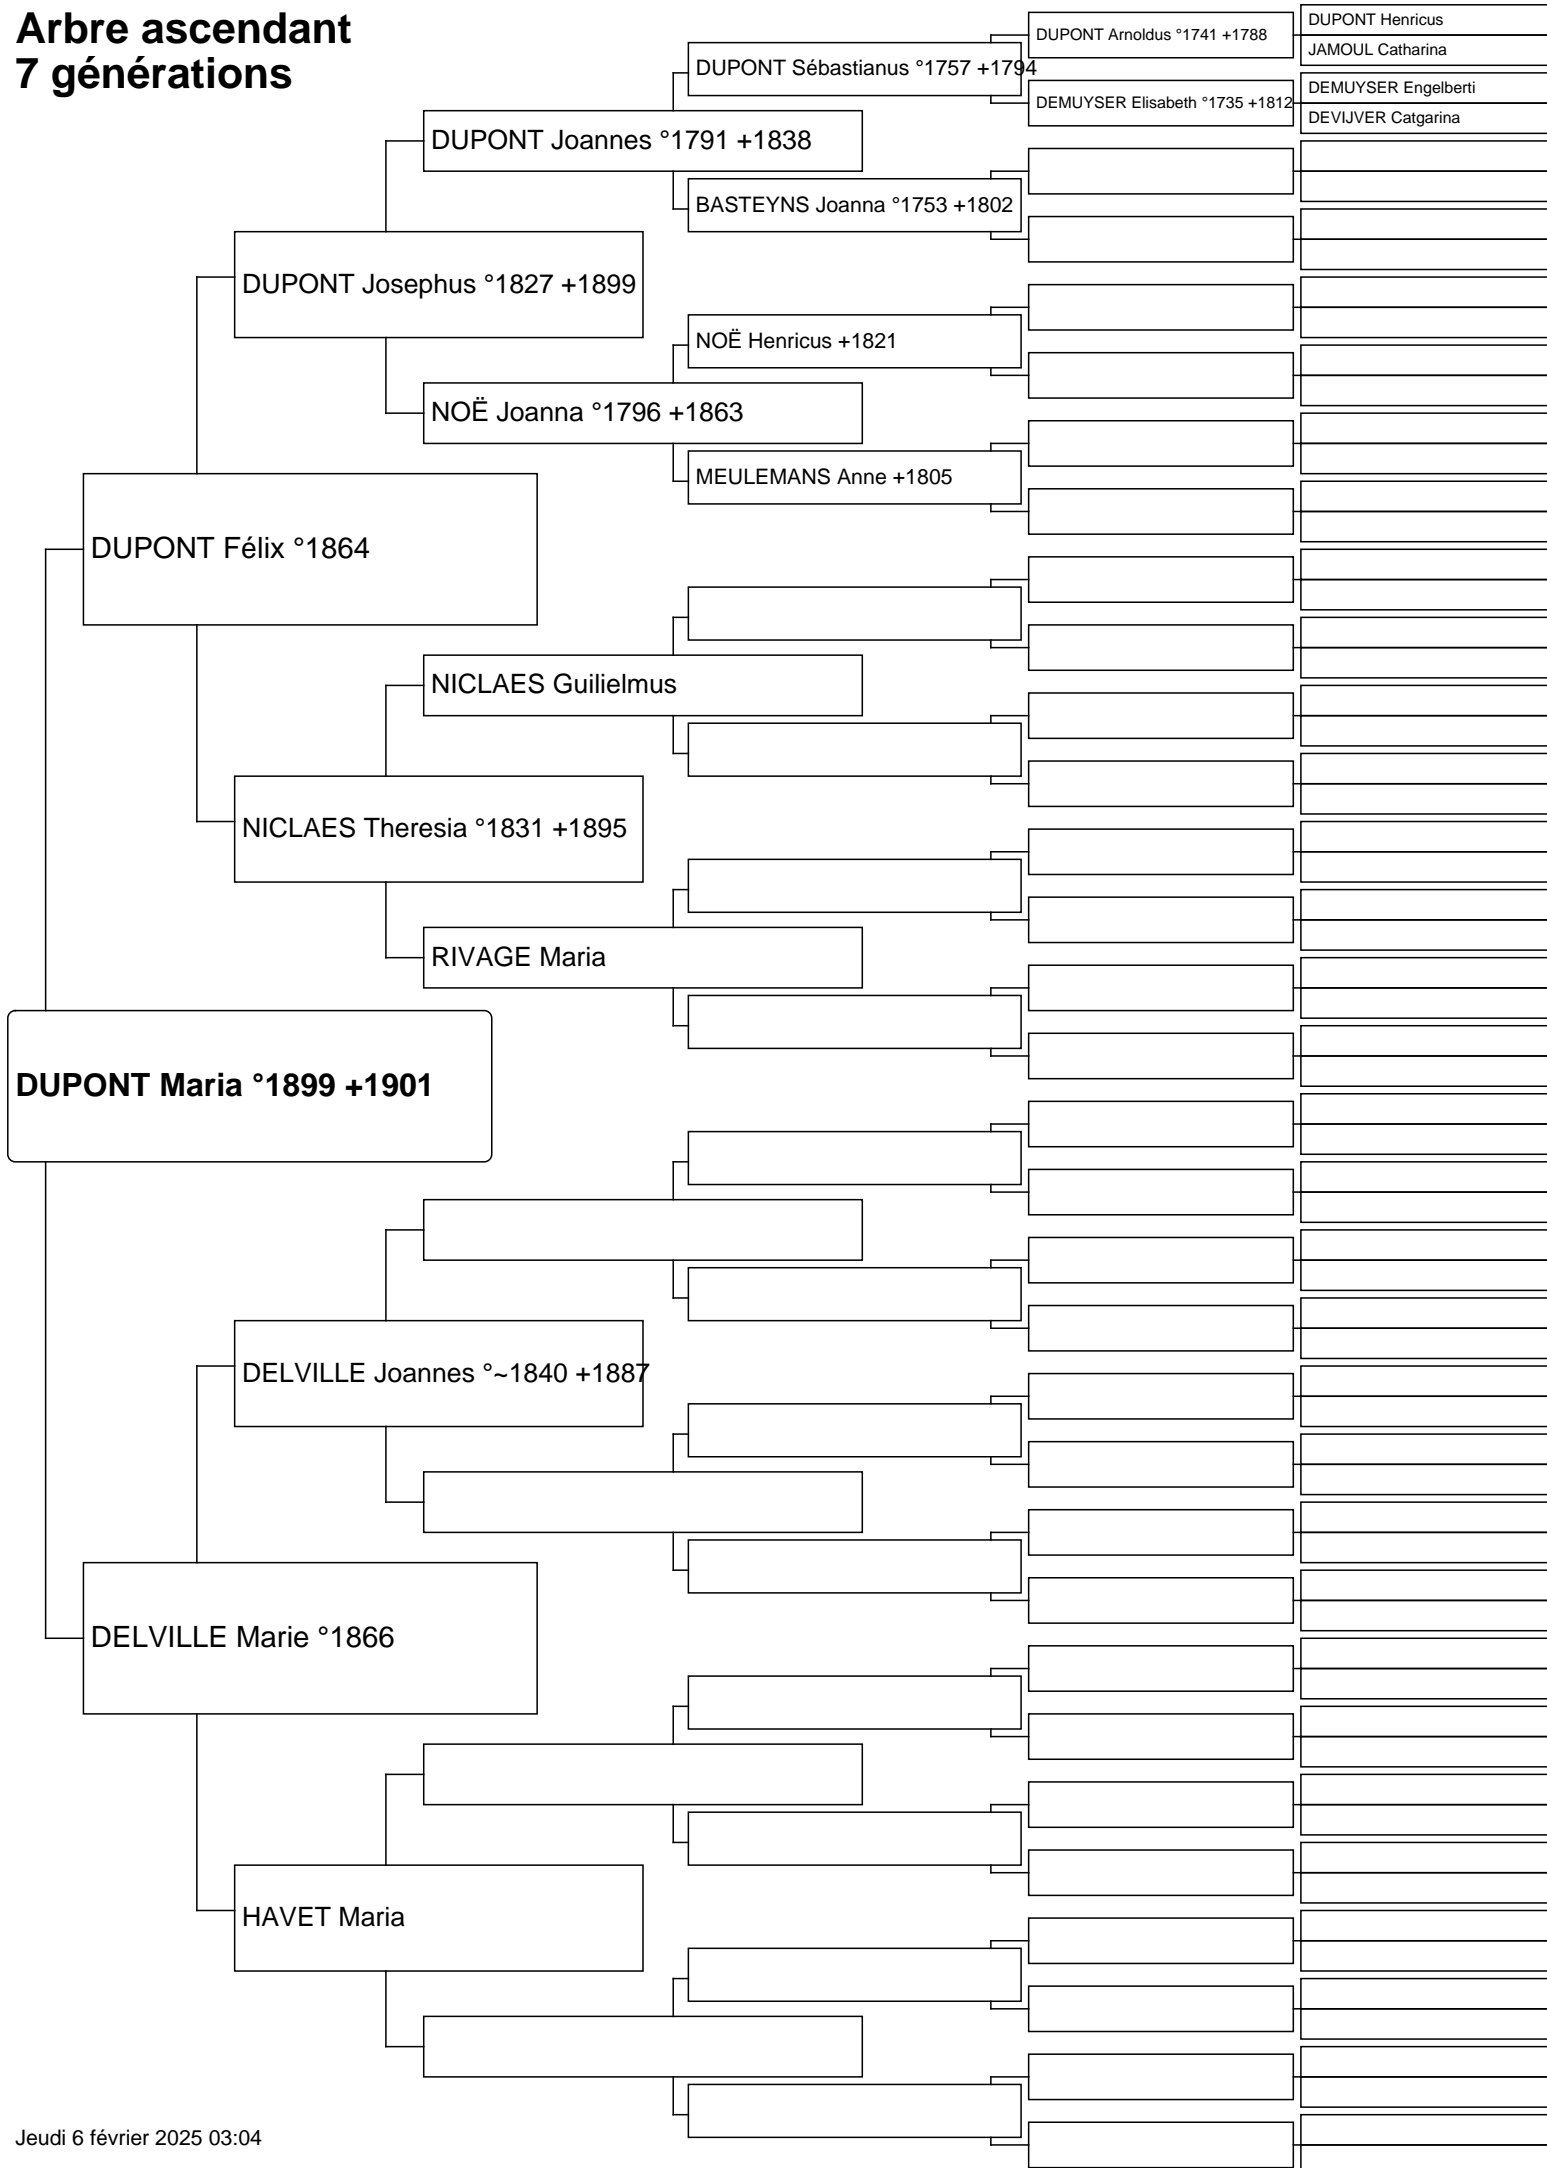 Arbre ascendant
7 générations
DUPONT Henricus
DUPONT Arnoldus °1741 +1788
JAMOUL Catharina
DUPONT Sébastianus °1757 +1794
DEMUYSER Engelberti
DEMUYSER Elisabeth °1735 +1812
DEVIJVER Catgarina
DUPONT Joannes °1791 +1838
BASTEYNS Joanna °1753 +1802
DUPONT Josephus °1827 +1899
NOË Henricus +1821
NOË Joanna °1796 +1863
MEULEMANS Anne +1805
DUPONT Félix °1864
NICLAES Guilielmus
NICLAES Theresia °1831 +1895
RIVAGE Maria
DUPONT Maria °1899 +1901
DELVILLE Joannes °~1840 +1887
DELVILLE Marie °1866
HAVET Maria
Jeudi 6 février 2025 03:04